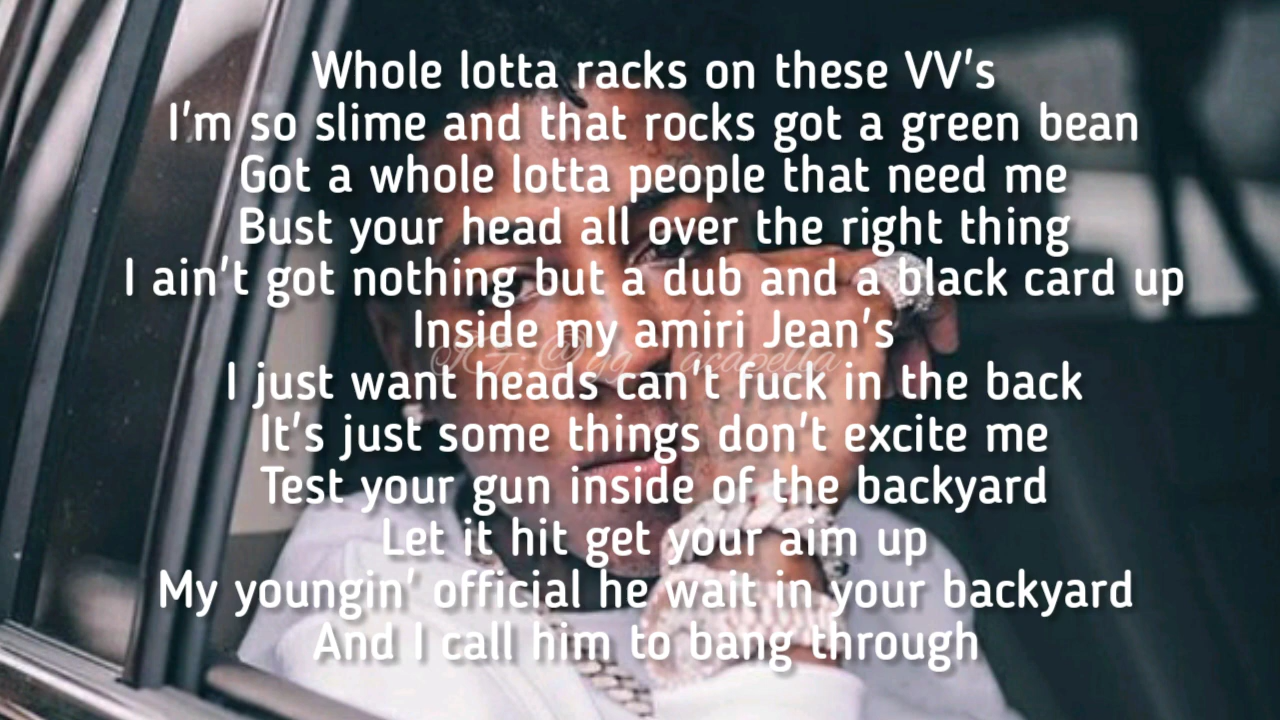 Whole lotta racks on these VV's
I'm so slime and that rocks got a green bean
Got a whole lotta people that need me
Bust your head all over the right thing
I ain't got nothing but a dub and a black card up
Inside my amiri Jean's
IG: @yg acapella
I just want heads can't fuck in the back
It's just some things don't excite me
Test your gun inside of the backyard
Let it hit get your aim up
My youngin' official he wait in your backyard
And I call him to bang through